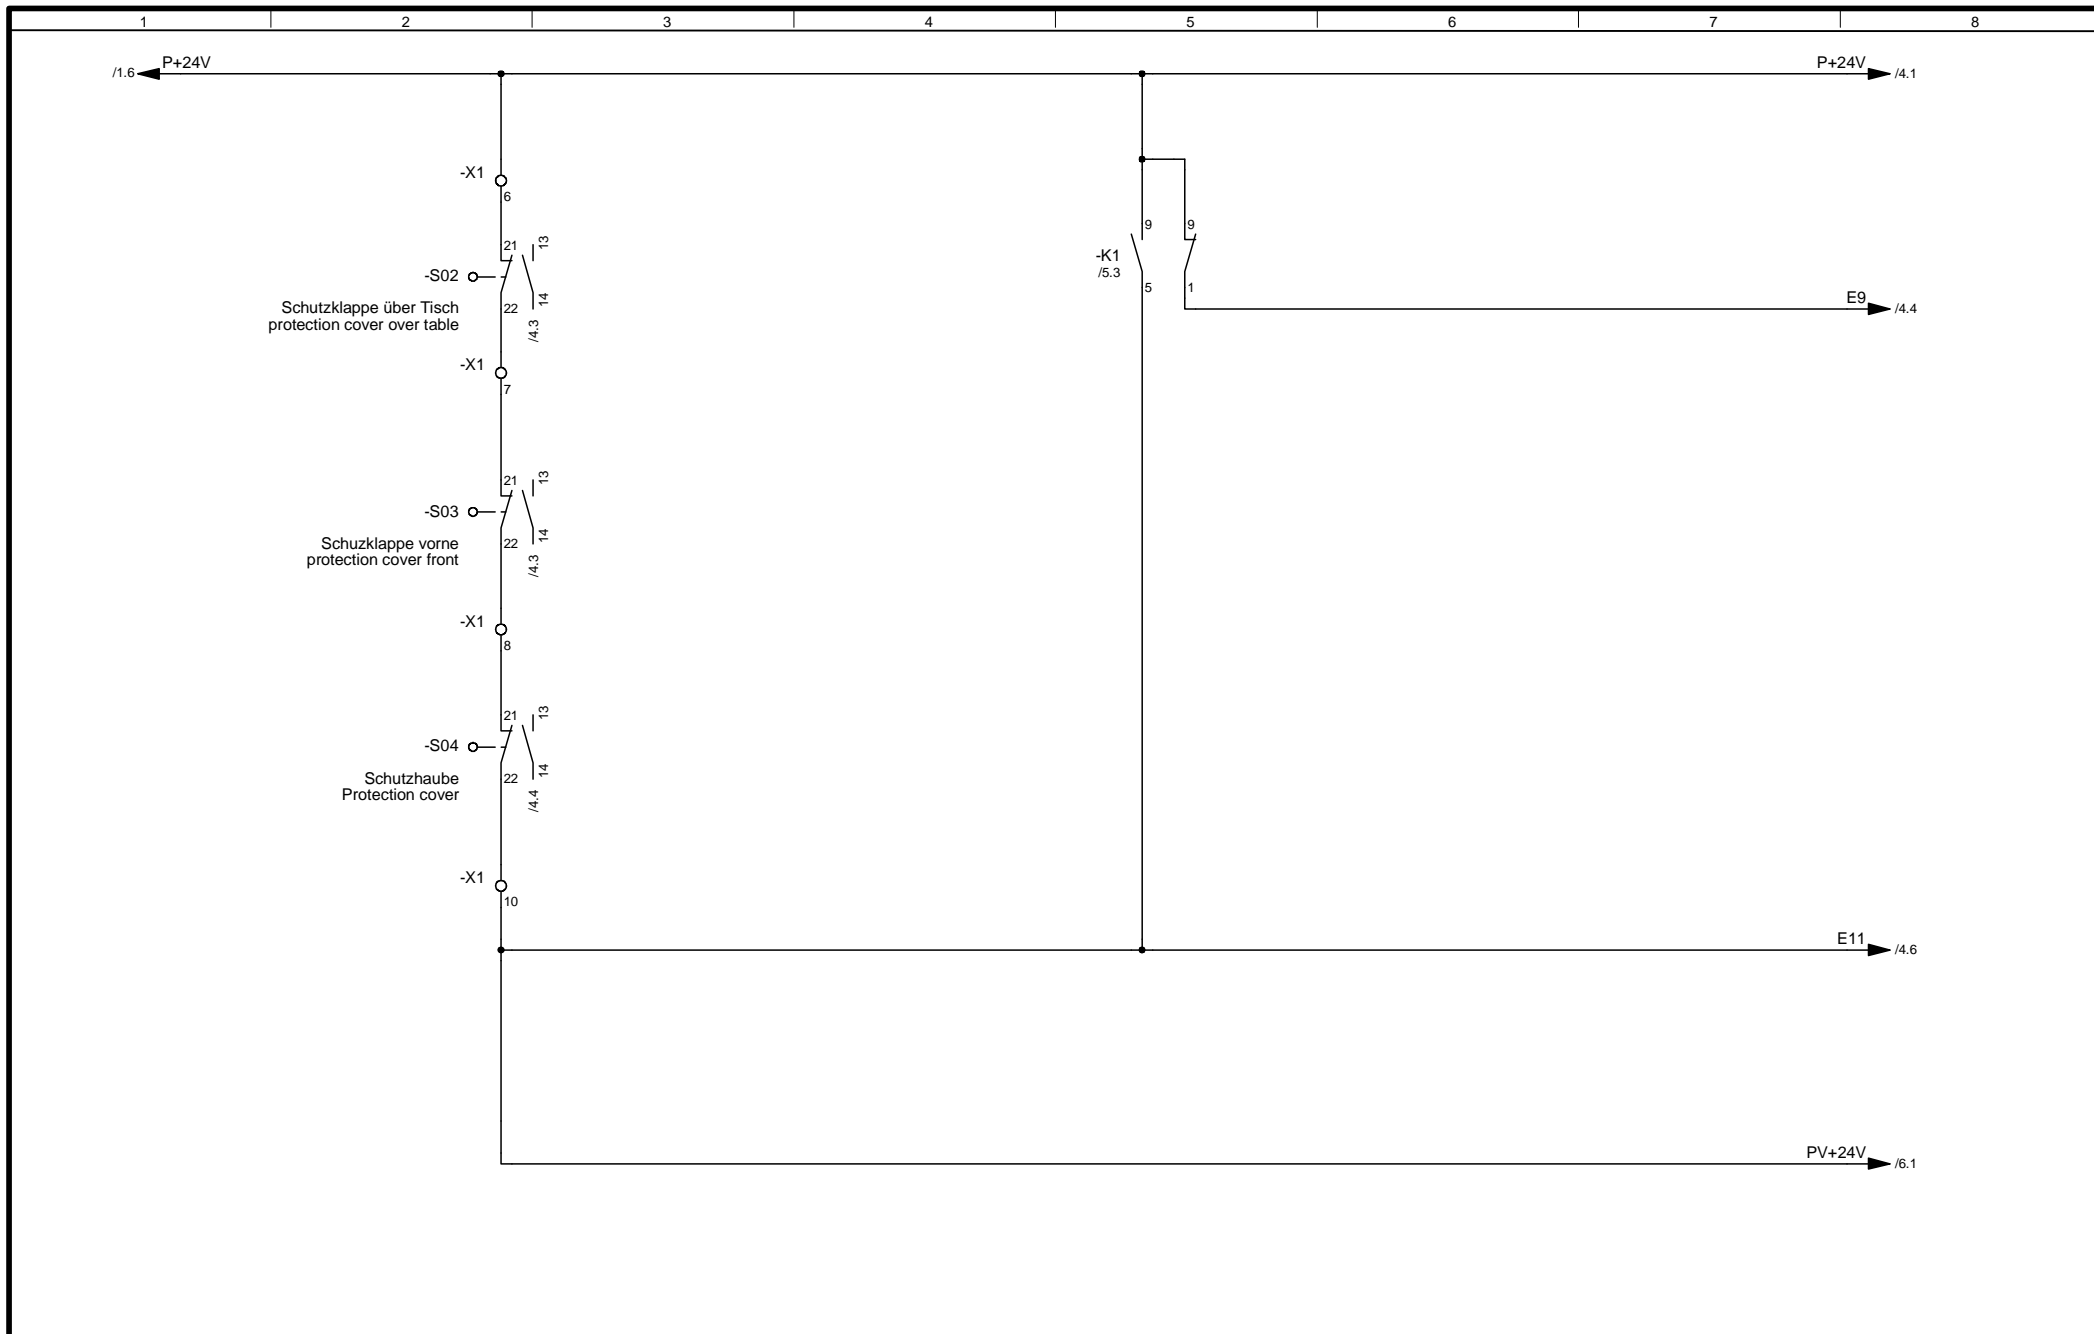 1 2 3 4 5 6 7 8
/1.6 P+24V P+24V /4.1
-X1
6
-S02 21 13
22 14
/4.3
Schutzklappe über Tisch
protection cover over table
-X1
7
-S03 21 13
22 14
/4.3
Schuzklappe vorne
protection cover front
-X1
8
-S04 21 13
22 14
/4.4
Schutzhaube
Protection cover
-X1
10
9 9
-K1
/5.3
5 1
E9 /4.4
E11 /4.6
PV+24V /6.1